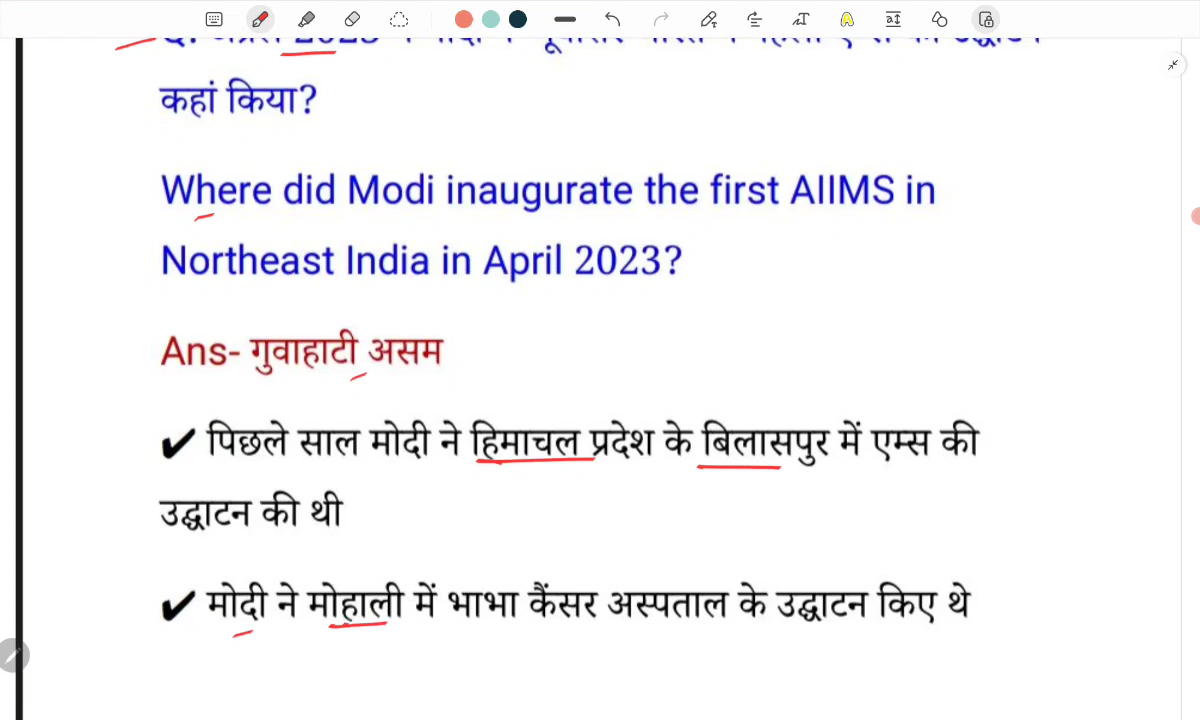 कहां किया?
Where did Modi inaugurate the first AIIMS in
Northeast India in April 2023?
Ans- गुवाहाटी असम
✔ पिछले साल मोदी ने हिमाचल प्रदेश के बिलासपुर में एम्स की
उद्घाटन की थी
✔ मोदी ने मोहाली में भाभा कैंसर अस्पताल के उद्घाटन किए थे